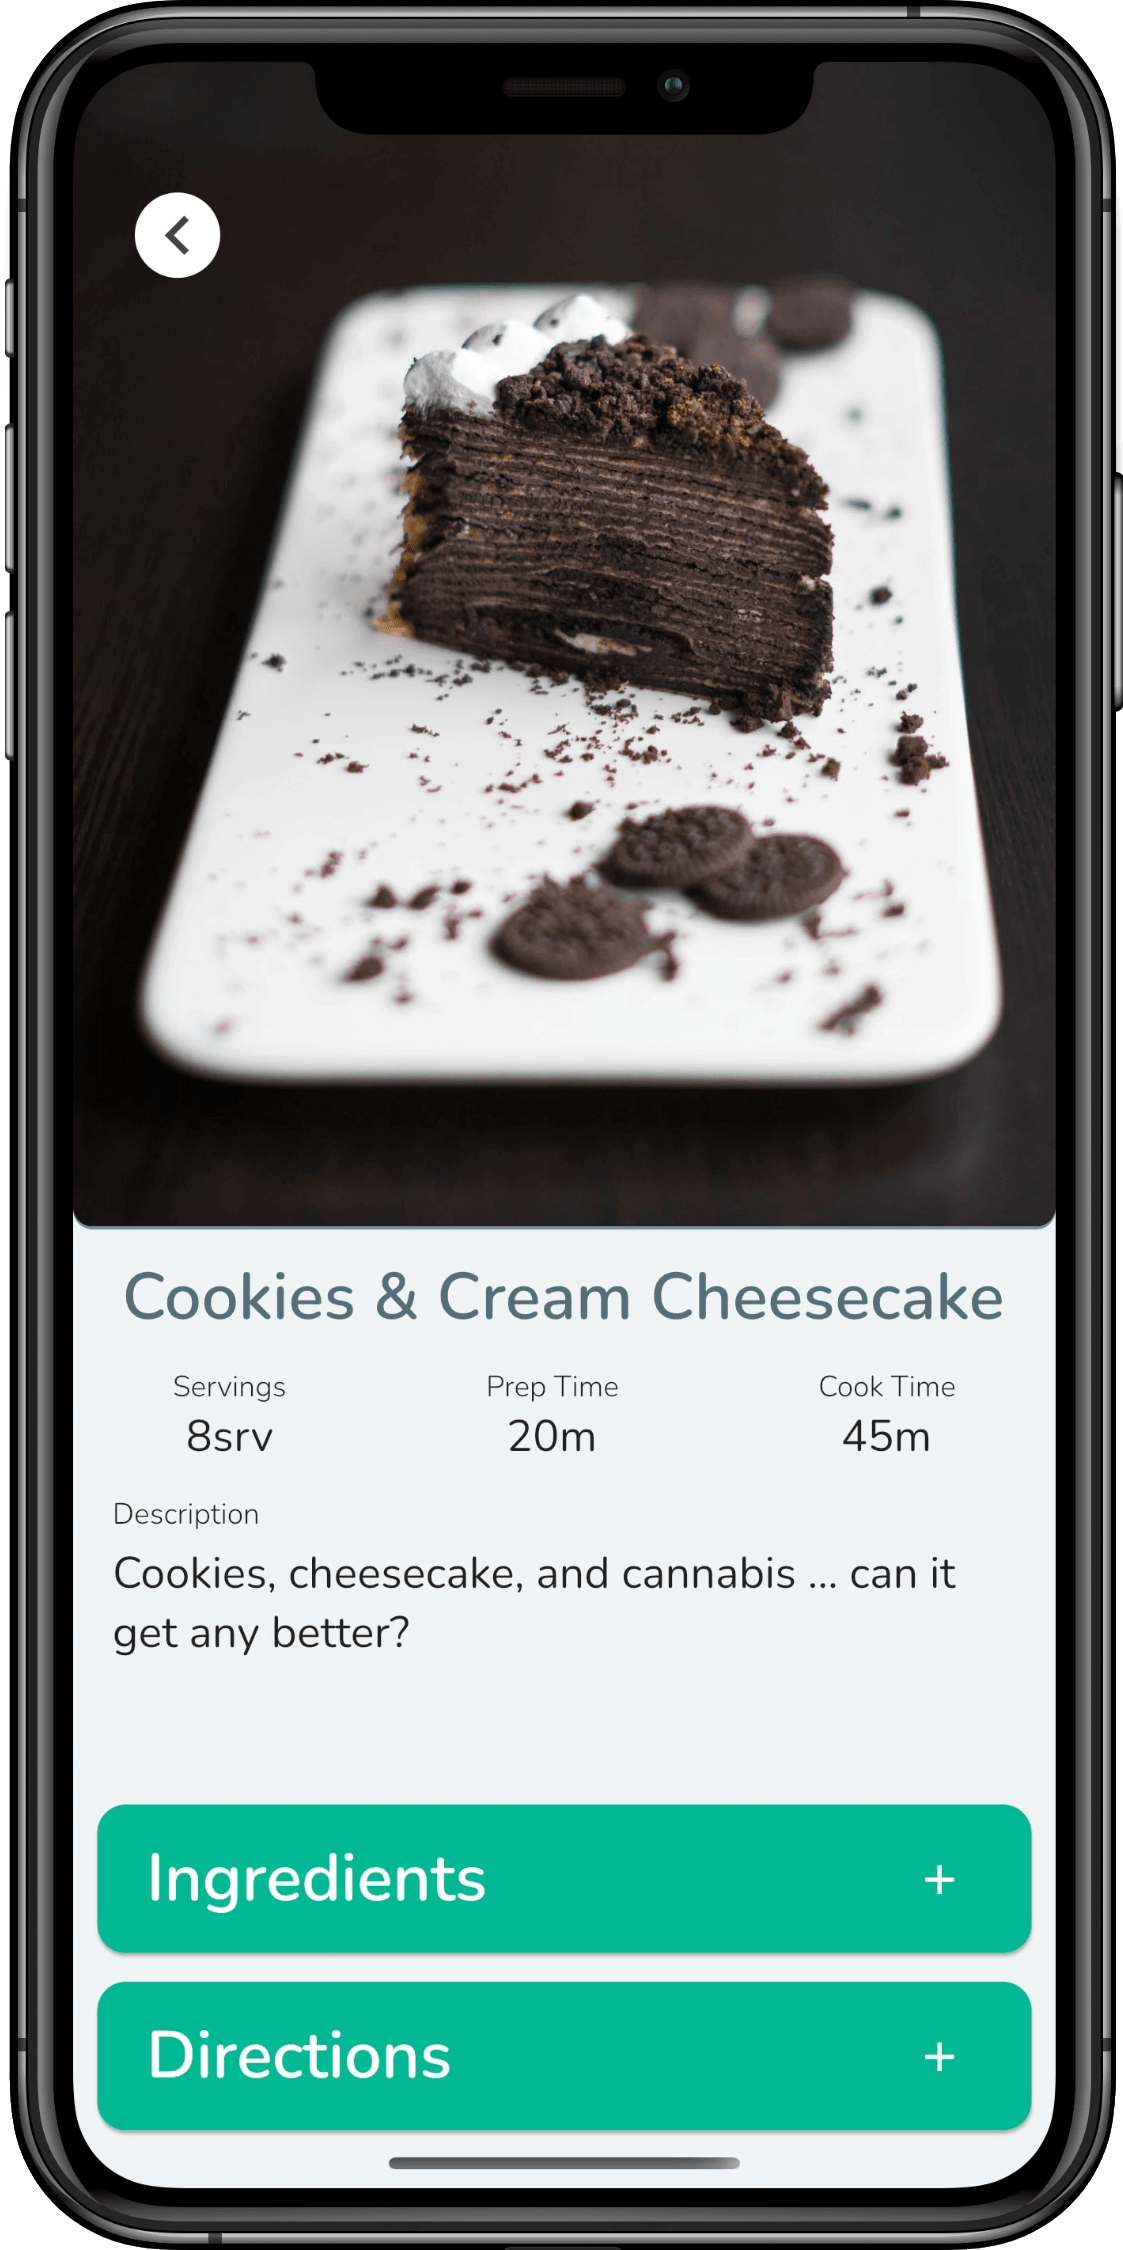 Cookies & Cream Cheesecake
Servings Prep Time Cook Time
8srv 20m 45m
Description
Cookies, cheesecake, and cannabis ... can it
get any better?
Ingredients +
Directions +